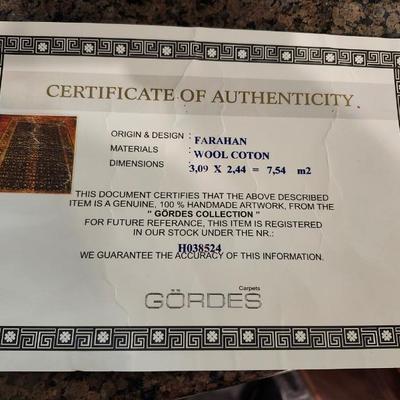 CERTIFICATE OF AUTHENTICITY
ORIGIN & DESIGN : FARAHAN
MATERIALS : WOOL COTON
DIMENSIONS : 3,09 X 2,44 = 7,54 m2
THIS DOCUMENT CERTIFIES THAT THE ABOVE DESCRIBED
ITEM IS A GENUINE, 100 % HANDMADE ARTWORK, FROM THE
" GÖRDES COLLECTION "
FOR FUTURE REFERANCE, THIS ITEM IS REGISTERED
IN OUR STOCK UNDER THE NR.:
H038524
WE GUARANTEE THE ACCURACY OF THIS INFORMATION.
Carpets
GÖRDES